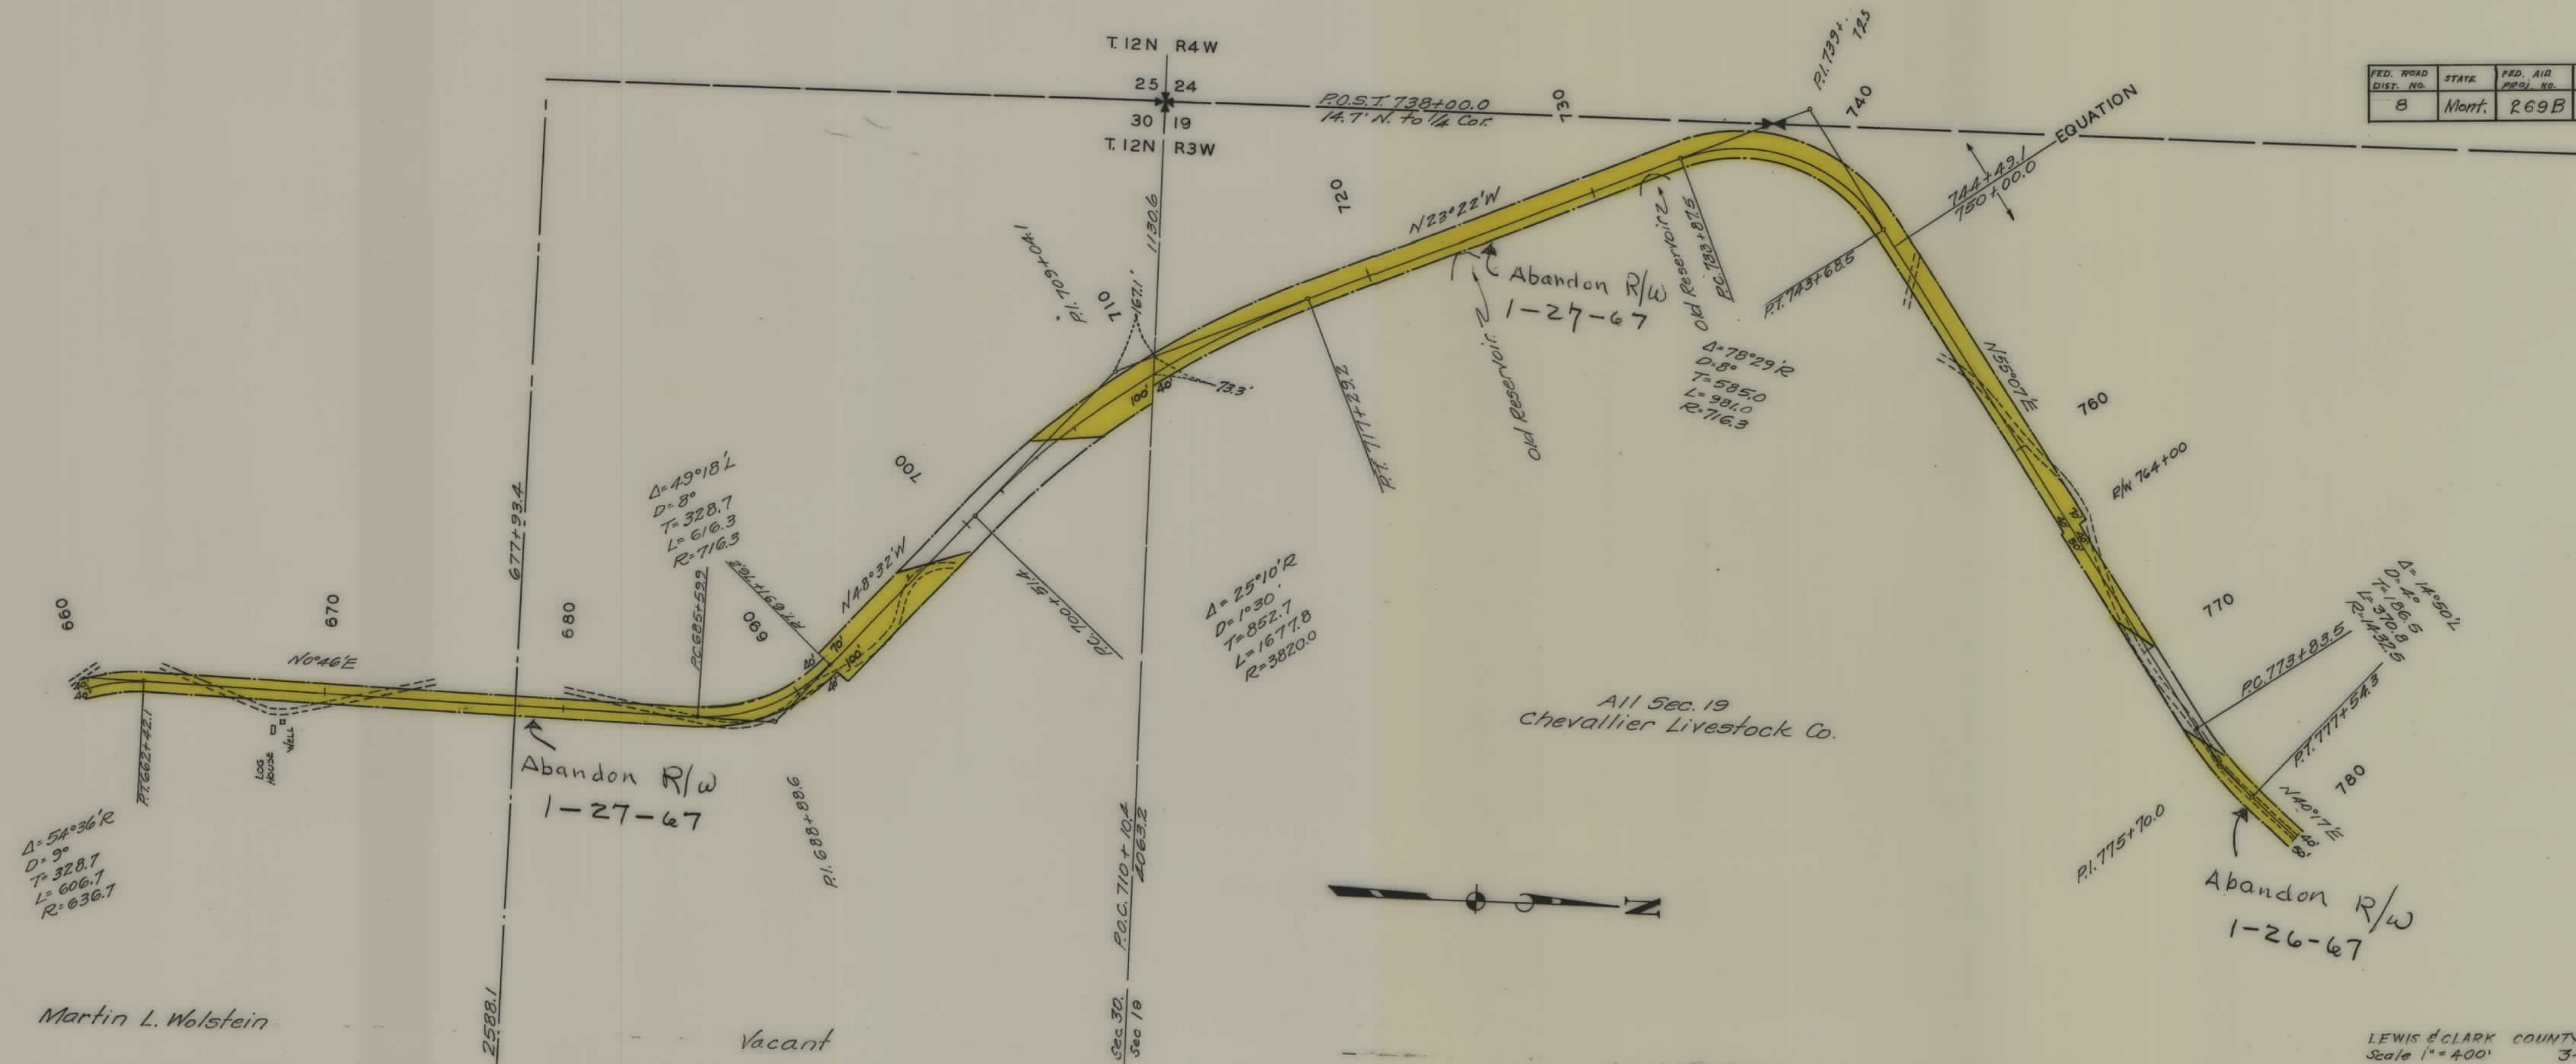 T. 12N R4W
25 24
30 19
T. 12N R3W
P.O.S.T. 738+00.0
14.7' N. to 1/4 Cor.
730
P.I. 739+72.5
740
EQUATION
744+49.1
750+00.0
FED. ROAD DIST. NO. STATE FED. AID PROJ. NO.
8 Mont. 269B
1130.6
720
N23°22'W
P.I. 709+04.1
710
167.1'
100' 40'
73.3'
Abandon R/W
1-27-67
Old Reservoir
Old Reservoir
P.C. 733+87.5
P.T. 743+68.5
Δ=78°29'R
D=8°
T=585.0
L=981.0
R=716.3
N55°07'E
760
R/W 764+00
P.T. 717+29.2
700
Δ=49°18'L
D=8°
T=328.7
L=616.3
R=716.3
677+93.4
N48°32'W
P.T. 691+76.2
P.C. 685+59.9
690
40' 70'
40' 100'
P.C. 700+51.4
Δ=25°10'R
D=1°30'
T=852.7
L=1677.8
R=3820.0
660
670
680
N0°46'E
P.T. 662+42.1
LOG HOUSE
WELL
Abandon R/W
1-27-67
P.I. 688+88.6
Δ=54°36'R
D=9°
T=328.7
L=606.7
R=636.7
All Sec. 19
Chevallier Livestock Co.
770
Δ=14°50'L
D=4°
T=186.5
L=370.8
R=1432.5
P.C. 773+83.5
P.T. 777+54.3
780
N40°17'E
40'
50'
P.I. 775+70.0
Abandon R/W
1-26-67
P.O.C. 710+10.4
4063.2
N
Martin L. Wolstein
2588.1
Vacant
Sec 30.
Sec 19
LEWIS & CLARK COUNTY
Scale 1"=400'